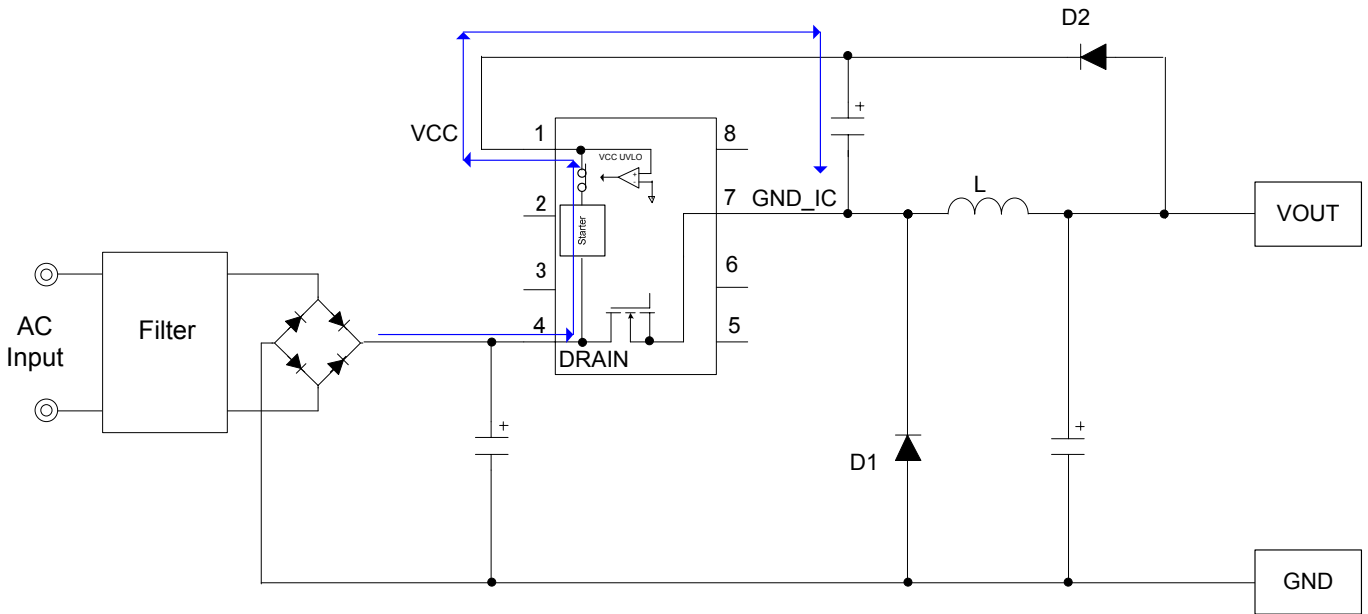 D2
VCC
1
8
VCC UVLO
+
+
-
2
7
GND_IC
L
VOUT
Starter
3
6
AC
Input
Filter
4
5
DRAIN
+
+
D1
GND